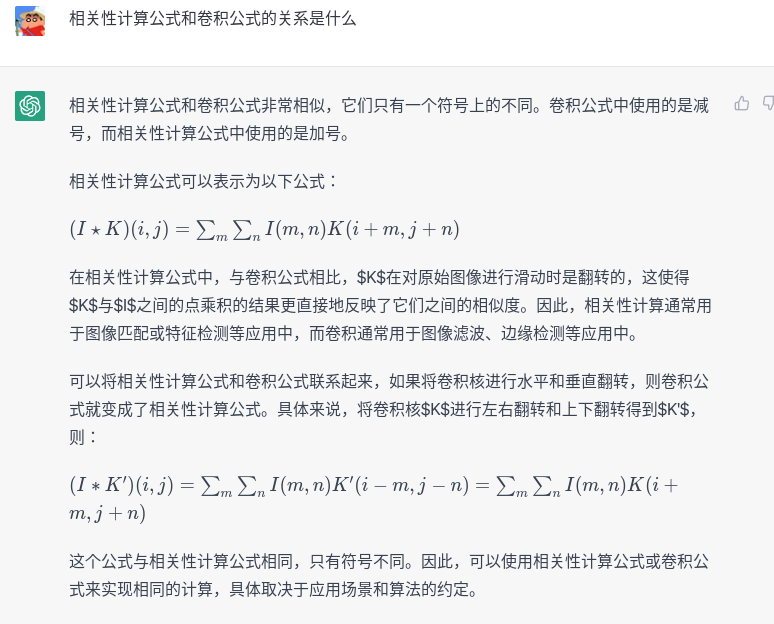 相关性计算公式和卷积公式的关系是什么
相关性计算公式和卷积公式非常相似，它们只有一个符号上的不同。卷积公式中使用的是减
号，而相关性计算公式中使用的是加号。
相关性计算公式可以表示为以下公式：
(I ⋆ K)(i, j) = ∑ₘ ∑ₙ I(m, n)K(i + m, j + n)
在相关性计算公式中，与卷积公式相比，$K$在对原始图像进行滑动时是翻转的，这使得
$K$与$I$之间的点乘积的结果更直接地反映了它们之间的相似度。因此，相关性计算通常用
于图像匹配或特征检测等应用中，而卷积通常用于图像滤波、边缘检测等应用中。
可以将相关性计算公式和卷积公式联系起来，如果将卷积核进行水平和垂直翻转，则卷积公
式就变成了相关性计算公式。具体来说，将卷积核$K$进行左右翻转和上下翻转得到$K'$，
则：
(I ∗ K′)(i, j) = ∑ₘ ∑ₙ I(m, n)K′(i − m, j − n) = ∑ₘ ∑ₙ I(m, n)K(i +
m, j + n)
这个公式与相关性计算公式相同，只有符号不同。因此，可以使用相关性计算公式或卷积公
式来实现相同的计算，具体取决于应用场景和算法的约定。